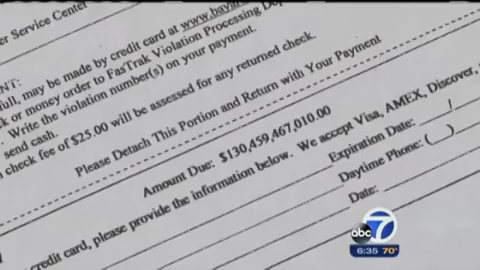 er Service Center
NT:
full, may be made by credit card at www.bayar
k or money order to FasTrak Violation Processing Dep
. Write the violation number(s) on your payment.
send cash.
check fee of $25.00 will be assessed for any returned check.
Please Detach This Portion and Return with Your Payment
Amount Due: $130,459,467,010.00
credit card, please provide the information below. We accept Visa, AMEX, Discover,
Expiration Date: /
Daytime Phone: ( )
Date:
abc 7
6:35 70°